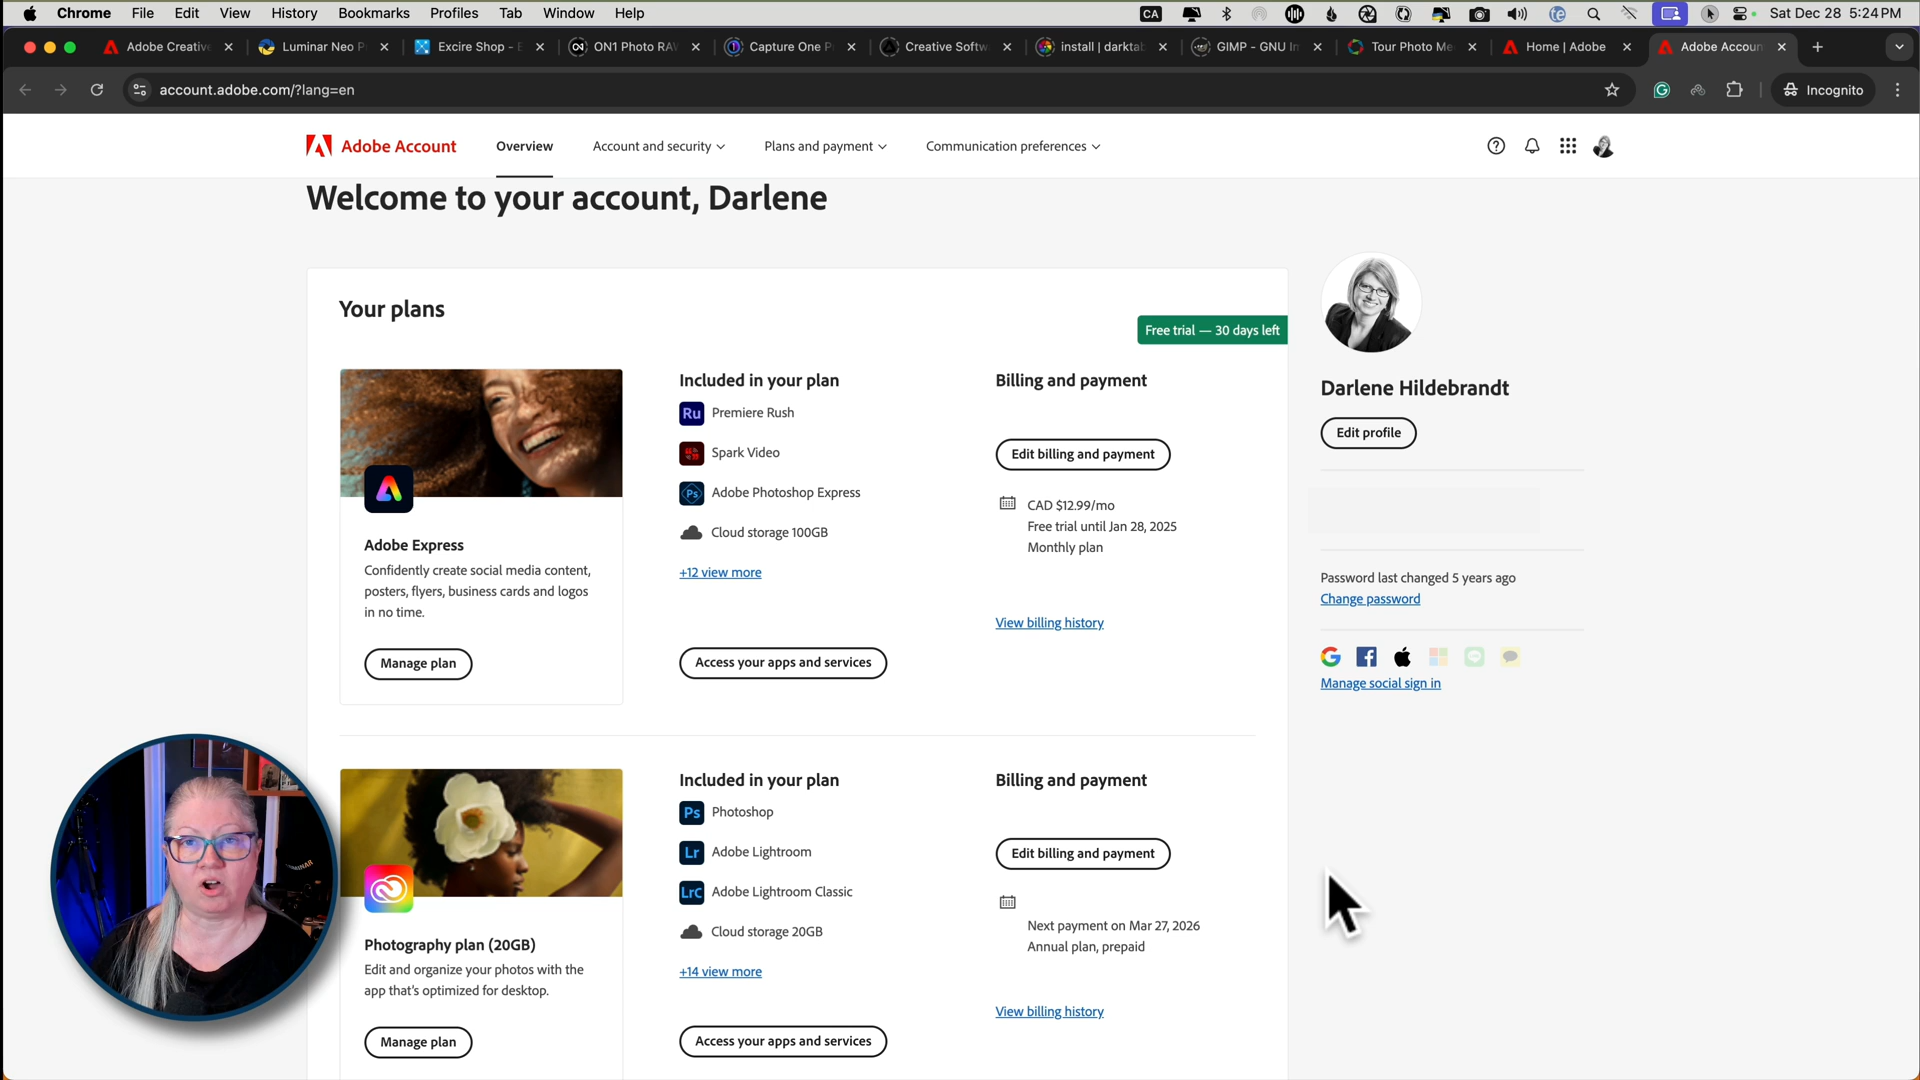 Chrome File Edit View History Bookmarks Profiles Tab Window Help CA Sat Dec 28 5:24 PM
Adobe Creativ Luminar Neo P Excire Shop - E ON1 Photo RA Capture One P Creative Softw install | darktab GIMP - GNU Im Tour Photo Me Home | Adobe Adobe Accoun
account.adobe.com/?lang=en Incognito
Adobe Account Overview Account and security Plans and payment Communication preferences
Welcome to your account, Darlene
Your plans
Free trial — 30 days left
Included in your plan
Billing and payment
Ru Premiere Rush
Spark Video
Edit billing and payment
Ps Adobe Photoshop Express
CAD $12.99/mo
Free trial until Jan 28, 2025
Monthly plan
Cloud storage 100GB
+12 view more
Adobe Express
Confidently create social media content,
posters, flyers, business cards and logos
in no time.
View billing history
Manage plan
Access your apps and services
Darlene Hildebrandt
Edit profile
Password last changed 5 years ago
Change password
Manage social sign in
Included in your plan
Billing and payment
Ps Photoshop
Lr Adobe Lightroom
Edit billing and payment
LrC Adobe Lightroom Classic
Cloud storage 20GB
Next payment on Mar 27, 2026
Annual plan, prepaid
+14 view more
Photography plan (20GB)
Edit and organize your photos with the
app that's optimized for desktop.
View billing history
Manage plan
Access your apps and services